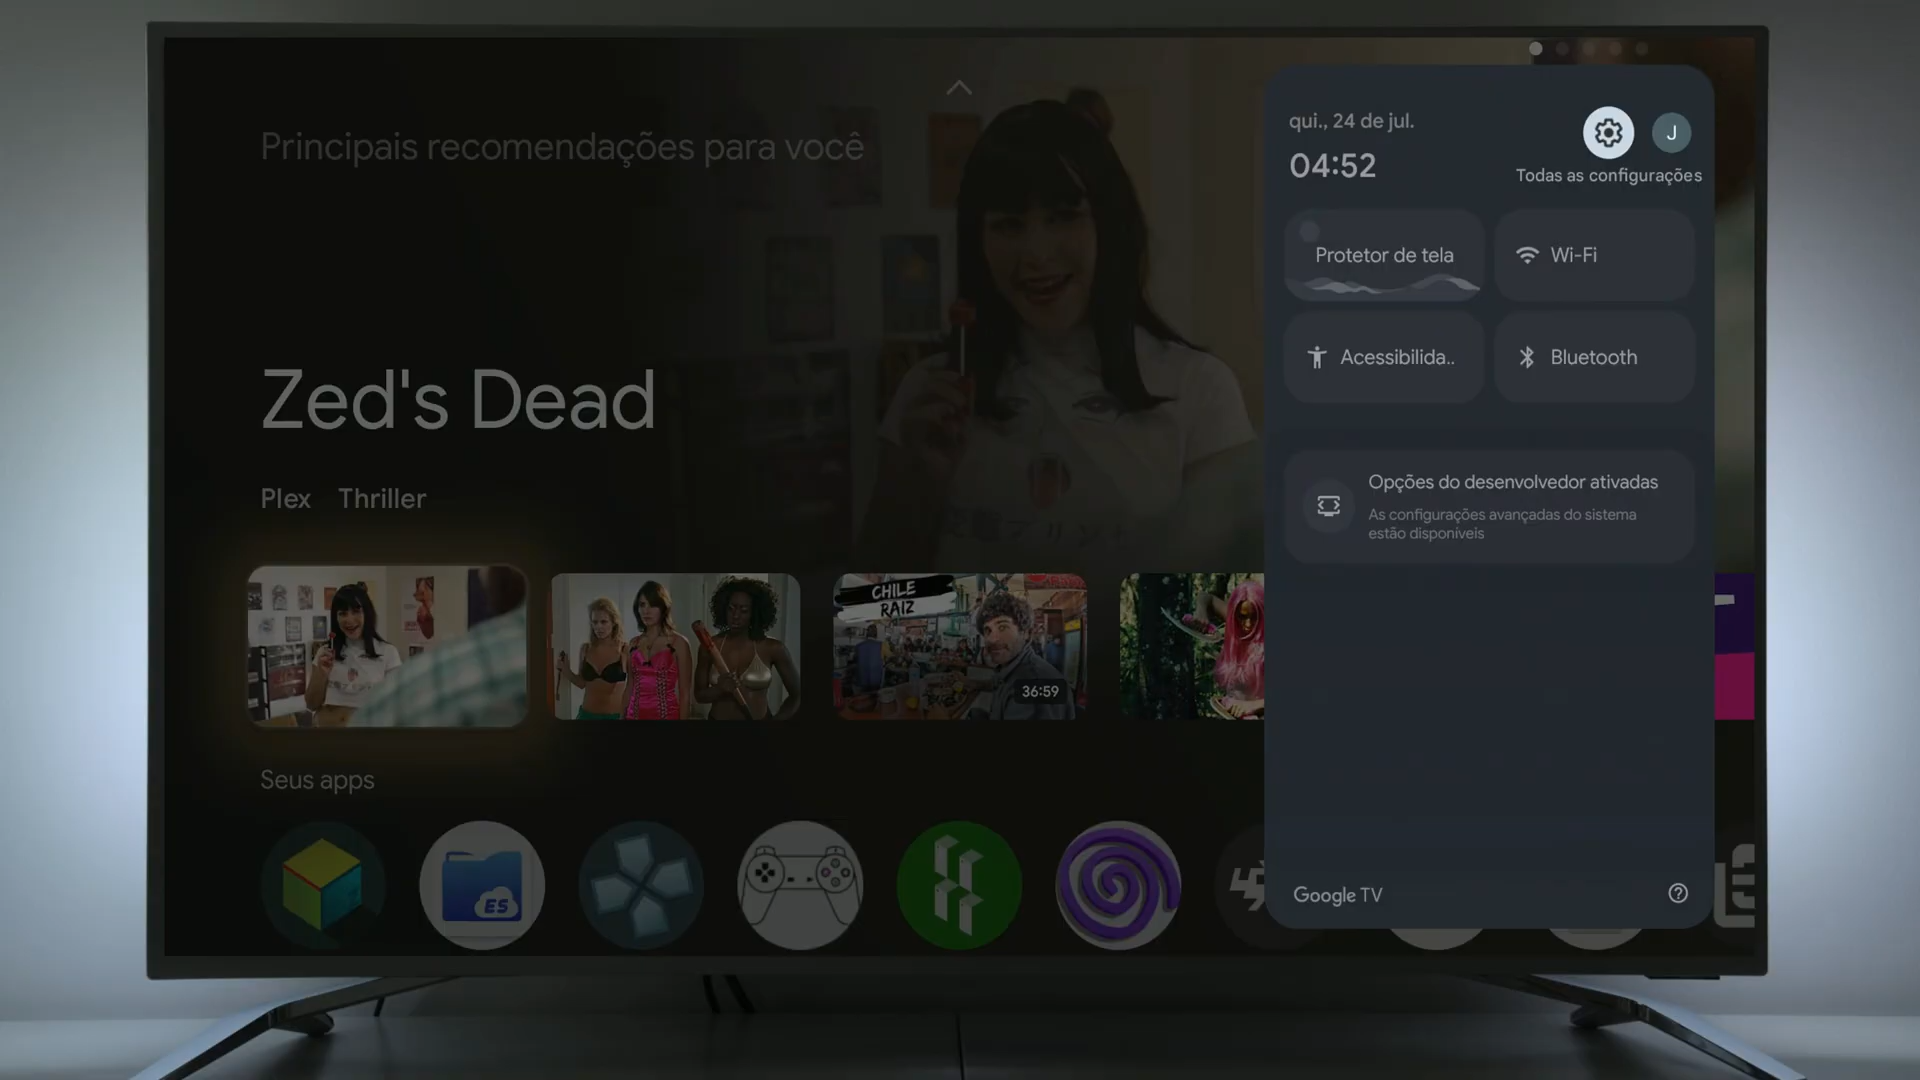 Principais recomendações para você
Zed's Dead
Plex Thriller
CHILE
RAIZ
36:59
Seus apps
ES
qui., 24 de jul.
04:52
J
Todas as configurações
Protetor de tela
Wi-Fi
Acessibilida..
Bluetooth
Opções do desenvolvedor ativadas
As configurações avançadas do sistema
estão disponíveis
Google TV